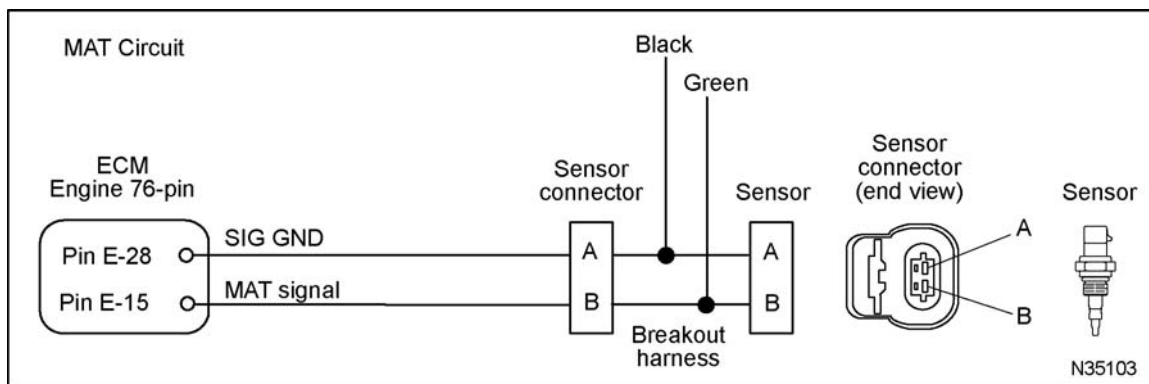 MAT Circuit
Black
Green
ECM
Engine 76-pin
Sensor
connector
Sensor
Sensor
connector
(end view)
Sensor
Pin E-28
SIG GND
A
A
A
Pin E-15
MAT signal
B
B
B
Breakout
harness
N35103